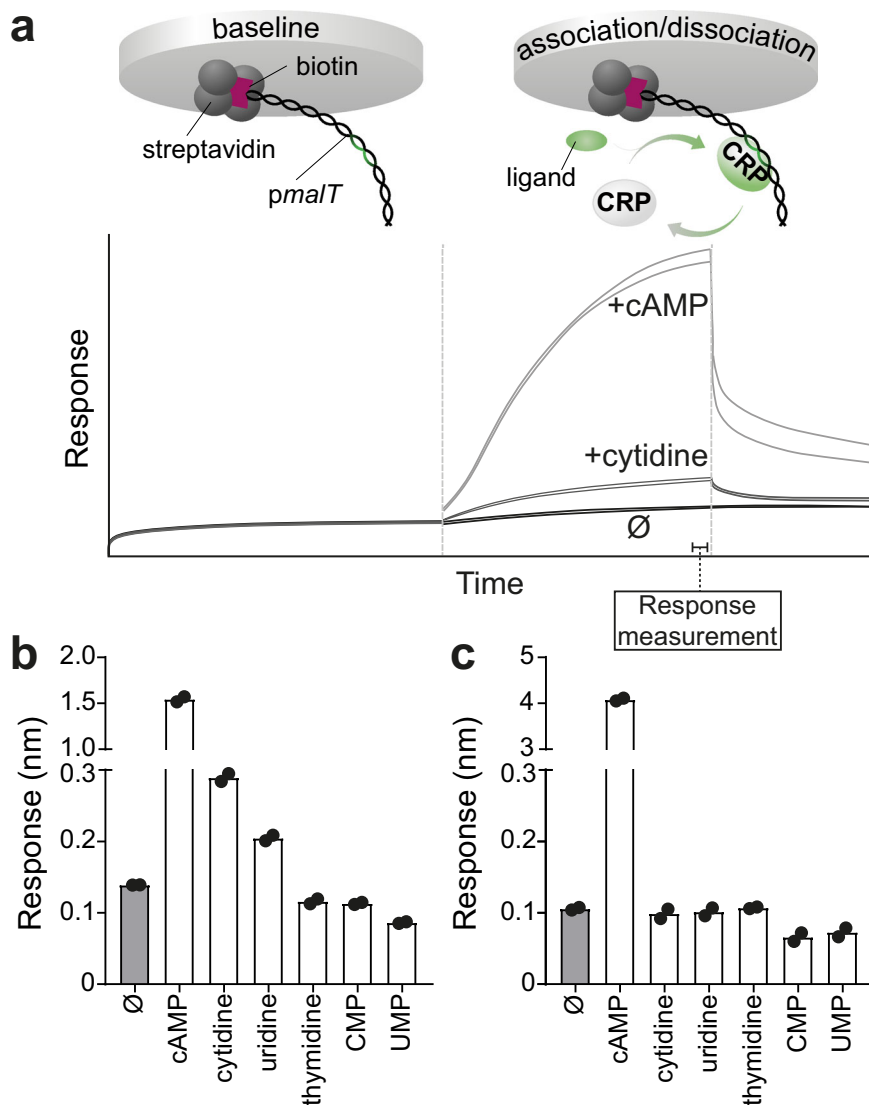 a
baseline
biotin
streptavidin
pmalT
association/dissociation
ligand
CRP
CRP
Response
+cAMP
+cytidine
Ø
Time
Response
measurement
b
Response (nm)
2.0
1.5
1.0
0.3
0.2
0.1
0
Ø
cAMP
cytidine
uridine
thymidine
CMP
UMP
c
Response (nm)
5
4
3
0.3
0.2
0.1
0
Ø
cAMP
cytidine
uridine
thymidine
CMP
UMP